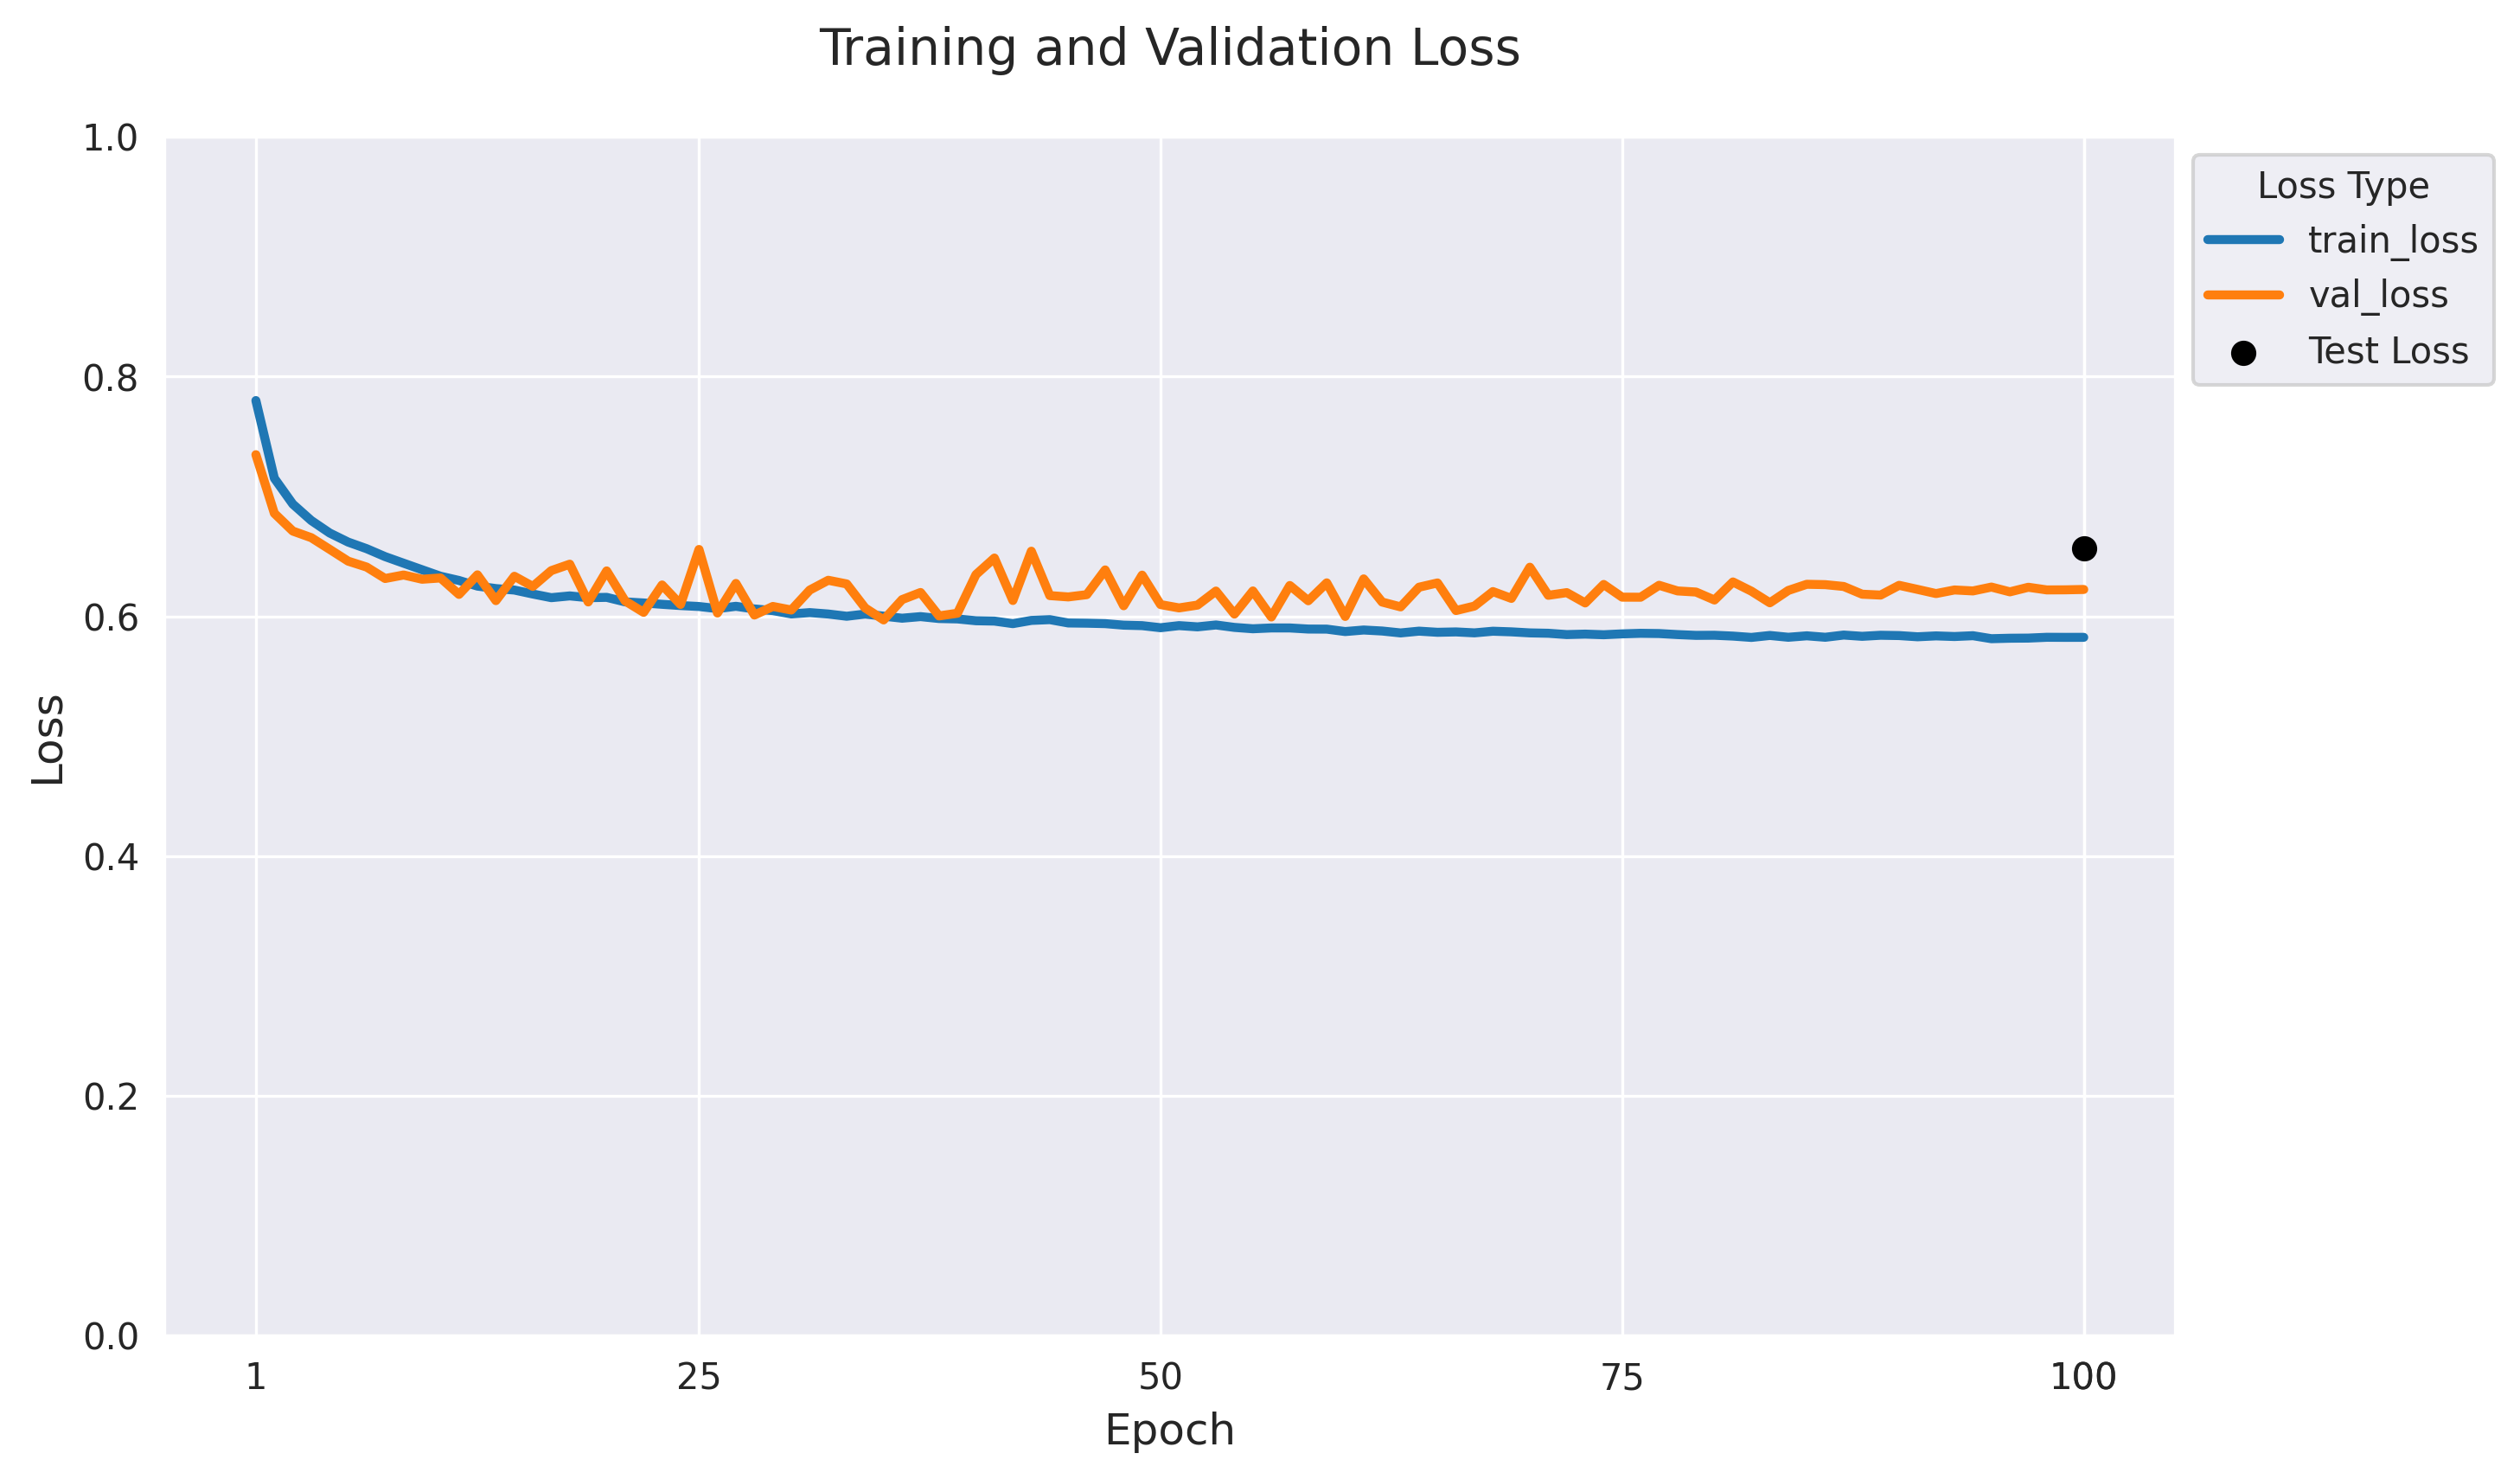 Training and Validation Loss
1.0
0.8
0.6
0.4
0.2
0.0
Loss
1 25 50 75 100
Epoch
Loss Type
train_loss
val_loss
Test Loss